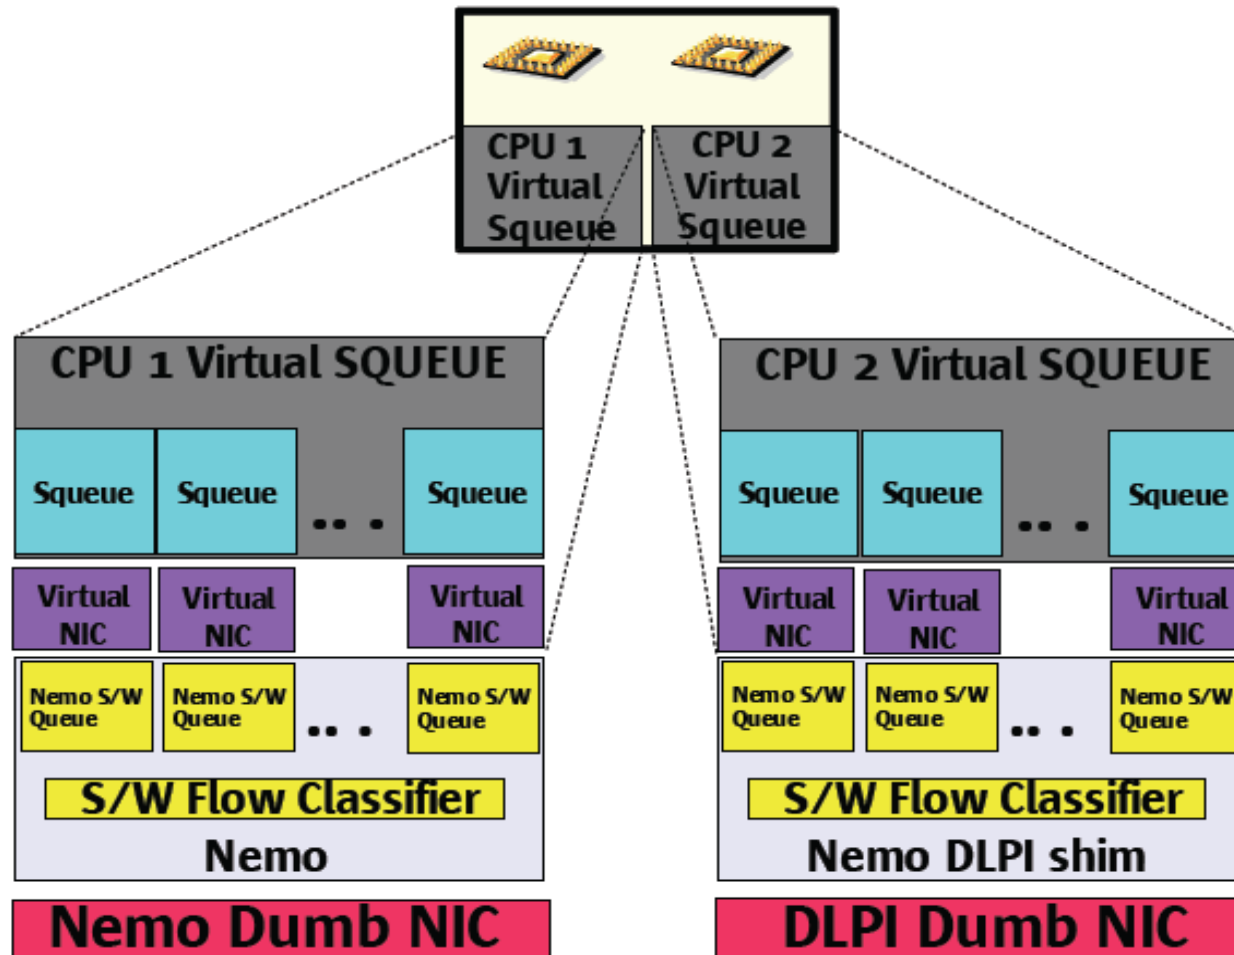 CPU 1
Virtual
Squeue
CPU 2
Virtual
Squeue
CPU 1 Virtual SQUEUE
Squeue
Squeue
.. .
Squeue
Virtual
NIC
Virtual
NIC
Virtual
NIC
Nemo S/W
Queue
Nemo S/W
Queue
.. .
Nemo S/W
Queue
S/W Flow Classifier
Nemo
Nemo Dumb NIC
CPU 2 Virtual SQUEUE
Squeue
Squeue
.. .
Squeue
Virtual
NIC
Virtual
NIC
Virtual
NIC
Nemo S/W
Queue
Nemo S/W
Queue
.. .
Nemo S/W
Queue
S/W Flow Classifier
Nemo DLPI shim
DLPI Dumb NIC